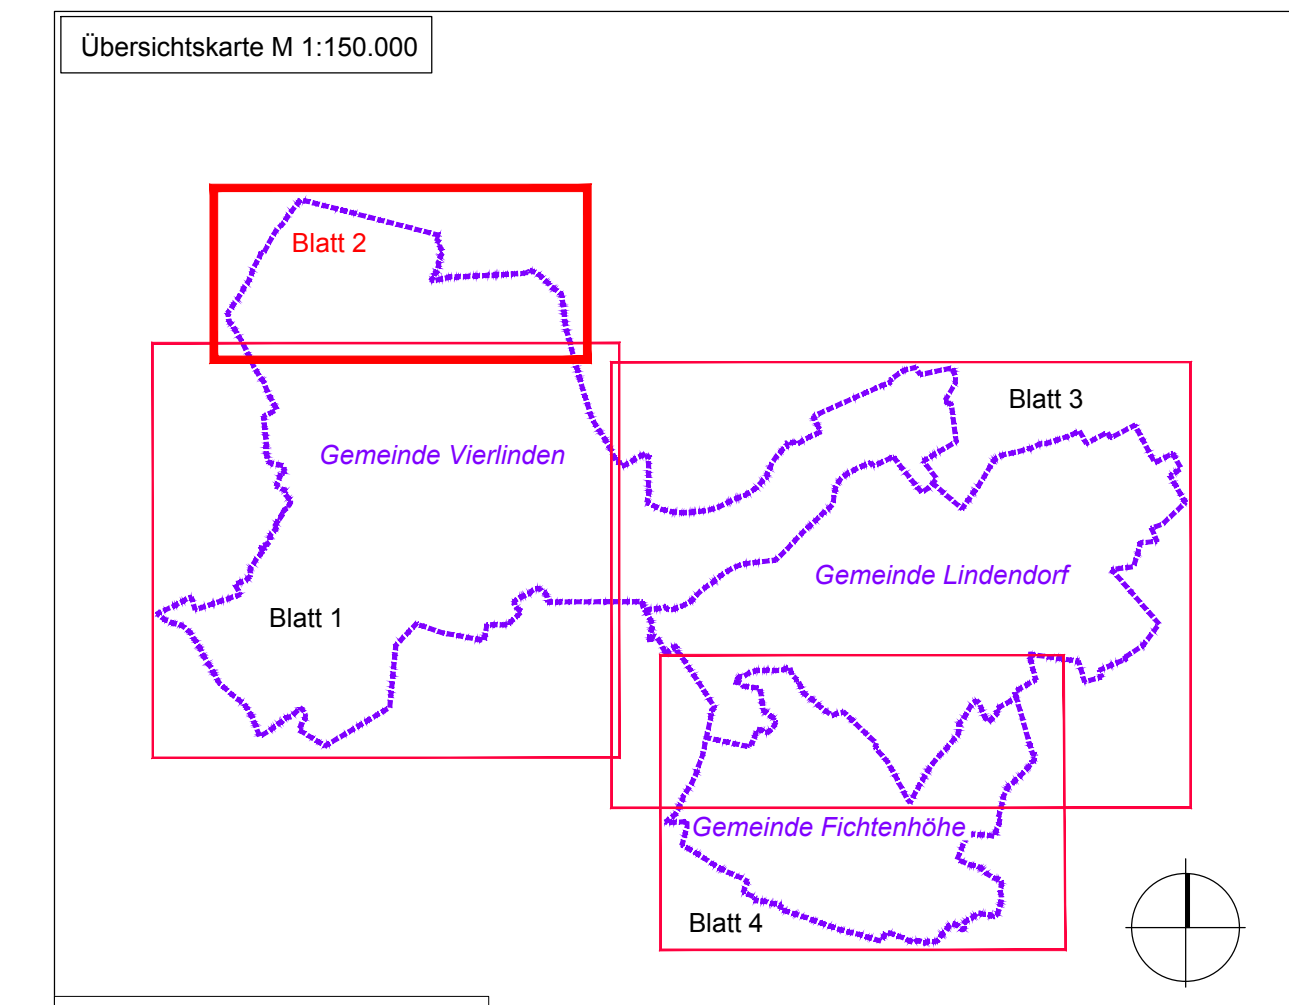 Übersichtskarte M 1:150.000
Blatt 2
Blatt 3
Gemeinde Vierlinden
Gemeinde Lindendorf
Blatt 1
Gemeinde Fichtenhöhe
Blatt 4